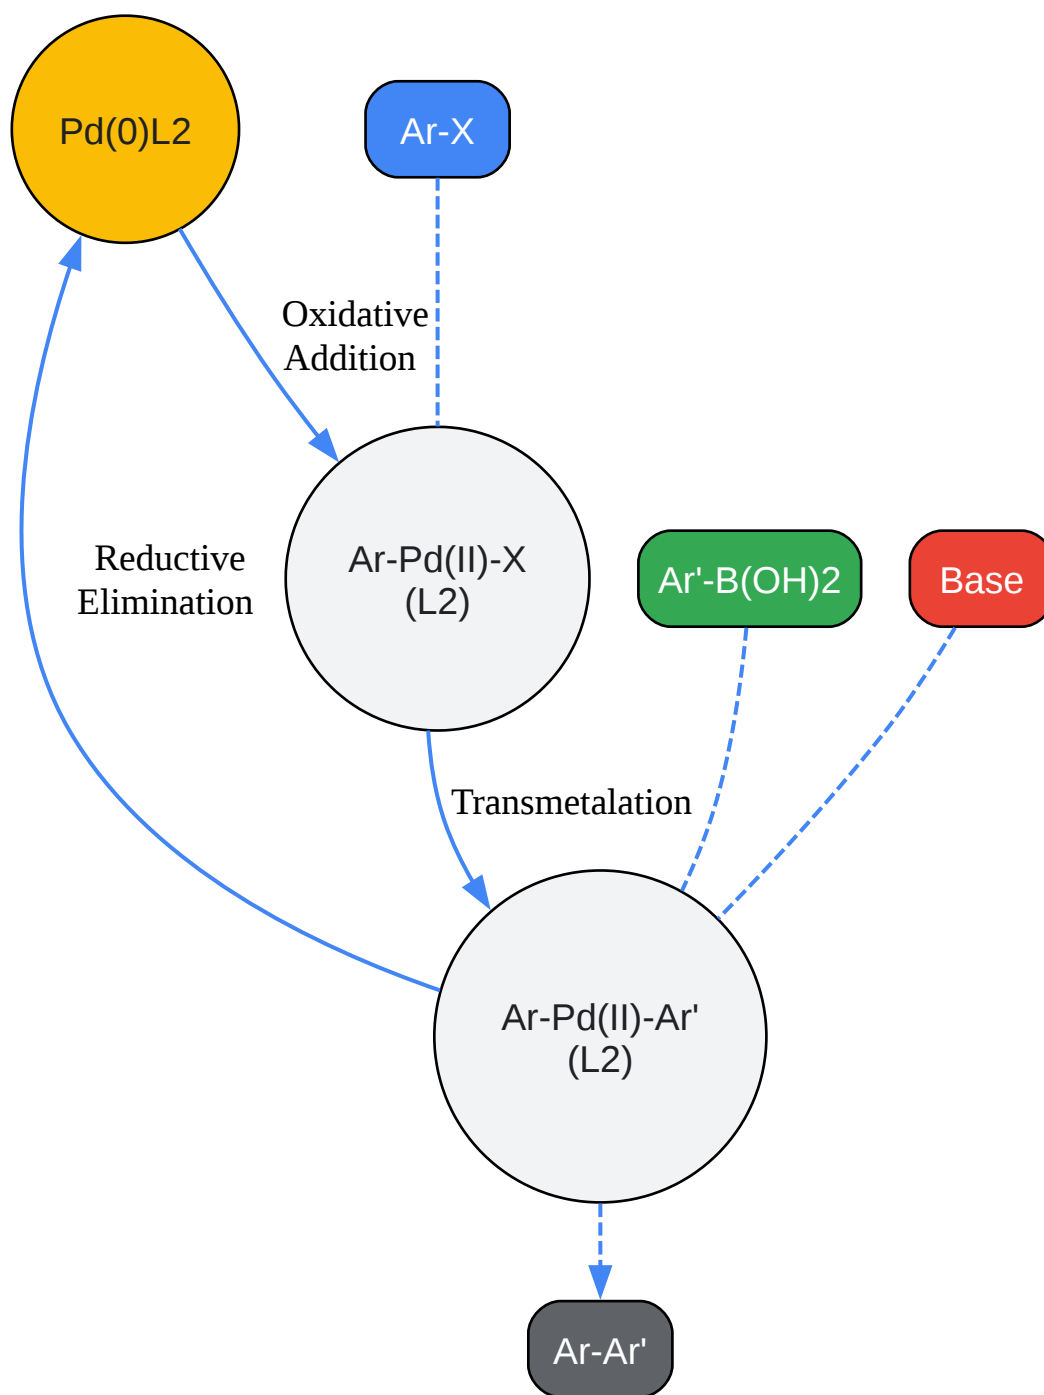 Pd(0)L2
Ar-X
Oxidative
Addition
Reductive
Elimination
Ar-Pd(II)-X
(L2)
Ar'-B(OH)2
Base
Transmetalation
Ar-Pd(II)-Ar'
(L2)
Ar-Ar'